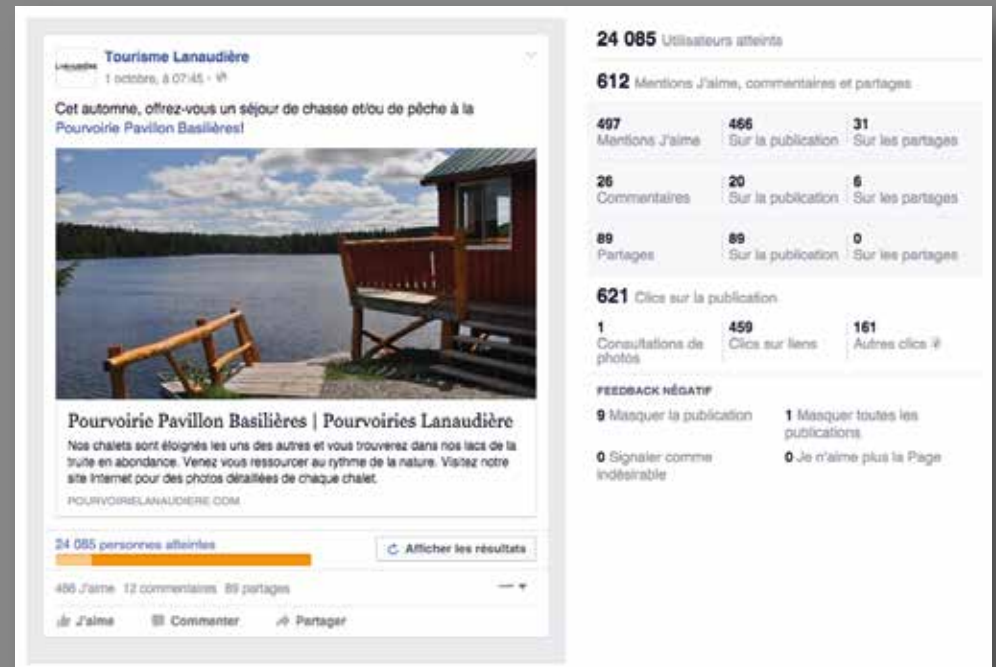 Tourisme Lanaudière
1 octobre, à 07:45 ·
Cet automne, offrez-vous un séjour de chasse et/ou de pêche à la
Pourvoirie Pavillon Basilières!
Pourvoirie Pavillon Basilières | Pourvoiries Lanaudière
Nos chalets sont éloignés les uns des autres et vous trouverez dans nos lacs de la
truite en abondance. Venez vous ressourcer au rythme de la nature. Visitez notre
site Internet pour des photos détaillées de chaque chalet.
POURVOIRIELANAUDIERE.COM
24 085 personnes atteintes
Afficher les résultats
466 J'aime 12 commentaires 89 partages
J'aime Commenter Partager
24 085 Utilisateurs atteints
612 Mentions J'aime, commentaires et partages
497 466 31
Mentions J'aime Sur la publication Sur les partages
26 20 6
Commentaires Sur la publication Sur les partages
89 89 0
Partages Sur la publication Sur les partages
621 Clics sur la publication
1 459 161
Consultations de Clics sur liens Autres clics
photos
FEEDBACK NÉGATIF
9 Masquer la publication 1 Masquer toutes les
publications
0 Signaler comme 0 Je n'aime plus la Page
indésirable